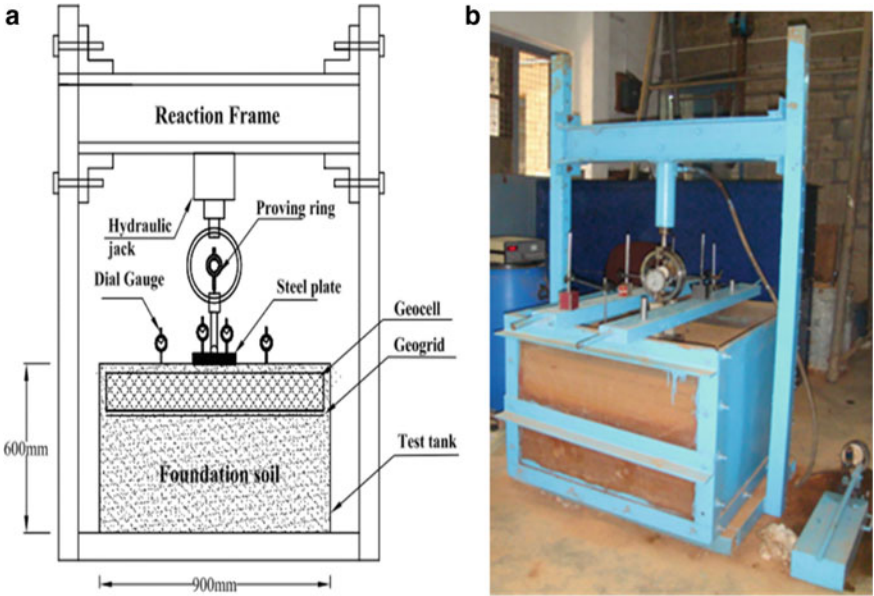 a
b
Reaction Frame
Hydraulic
jack
Proving ring
Dial Gauge
Steel plate
Geocell
Geogrid
600mm
Test tank
Foundation soil
900mm